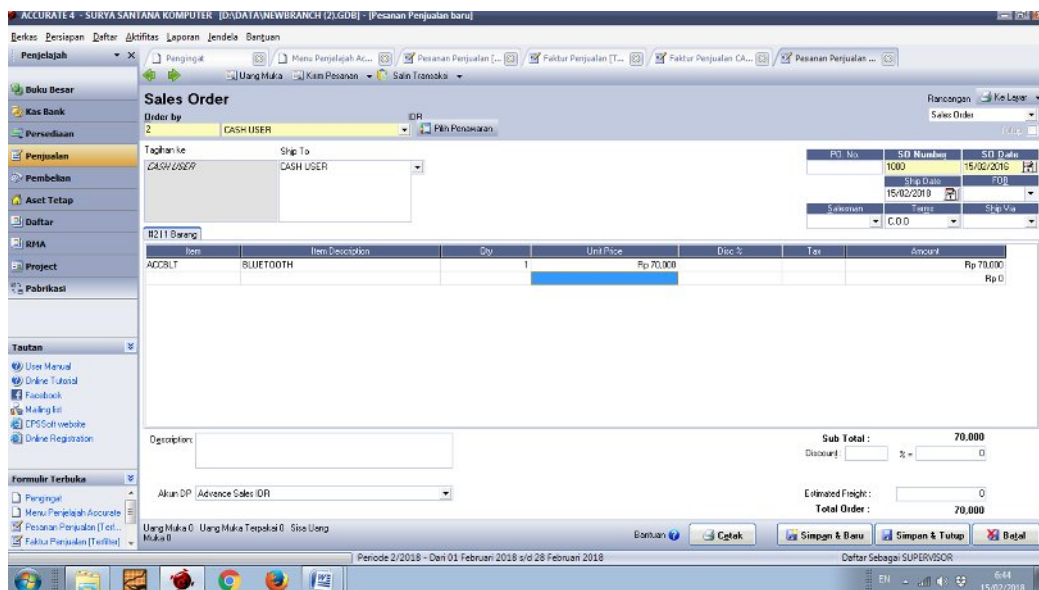 ACCURATE 4 - SURYA SANTANA KOMPUTER [D:\DATA\NEWBRANCH (2).GDB] - [Pesanan Penjualan baru]
Berkas Persiapan Daftar Aktifitas Laporan Jendela Bantuan
Penjelajah
Pengingat
Menu Penjelajah Ac...
Pesanan Penjualan [...
Faktur Penjualan [T...
Faktur Penjualan CA...
Pesanan Penjualan ...
Uang Muka Kirim Pesanan Salin Transaksi
Buku Besar
Kas Bank
Persediaan
Penjualan
Pembelian
Aset Tetap
Daftar
RMA
Project
Pabrikasi
Sales Order
Rancangan Ke Layar
Sales Order
Order by IDR
2 CASH USER Pilih Penawaran
Tagihan ke Ship To
CASH USER CASH USER
P.O. No. SO Number SO Date
1000 15/02/2016
Ship Date FOB
15/02/2018
Salesman Terms Ship Via
C.O.D
#211 Barang
Item Item Description Qty Unit Price Disc % Tax Amount
ACCBLT BLUETOOTH 1 Rp 70,000 Rp 70,000
Rp 0
Tautan
User Manual
Online Tutorial
Facebook
Mailing list
CPSSoft website
Online Registration
Formulir Terbuka
Pengingat
Menu Penjelajah Accurate
Pesanan Penjualan [Tert...
Faktur Penjualan [Terfilter]
Description:
Sub Total : 70,000
Discount : % = 0
Akun DP Advance Sales IDR
Estimated Freight : 0
Total Order : 70,000
Uang Muka 0 Uang Muka Terpakai 0 Sisa Uang
Muka 0
Bantuan Cetak Simpan & Baru Simpan & Tutup Batal
Periode 2/2018 - Dari 01 Februari 2018 s/d 28 Februari 2018
Daftar Sebagai SUPERVISOR
EN
6:44
15/02/2018